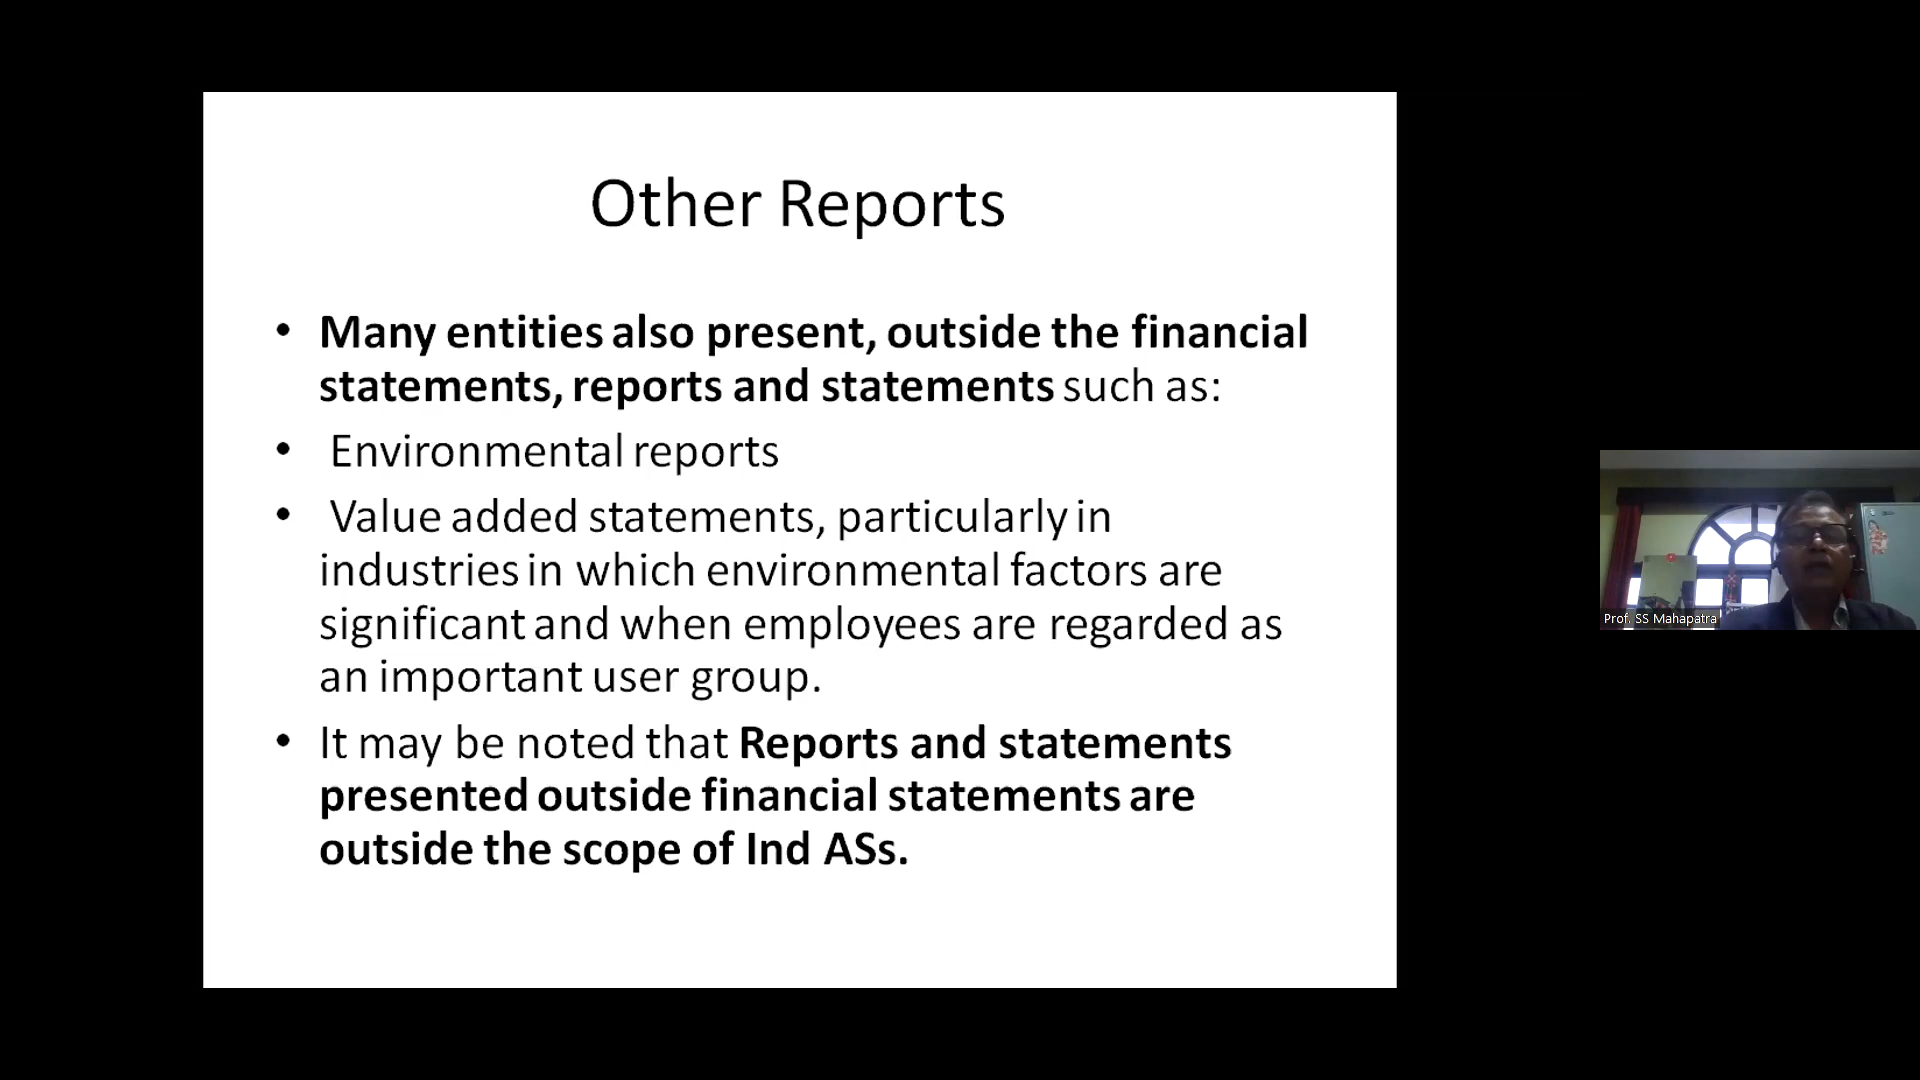 Other Reports
• Many entities also present, outside the financial
statements, reports and statements such as:
• Environmental reports
• Value added statements, particularly in
industries in which environmental factors are
significant and when employees are regarded as
an important user group.
• It may be noted that Reports and statements
presented outside financial statements are
outside the scope of Ind ASs.
Prof. SS Mahapatra